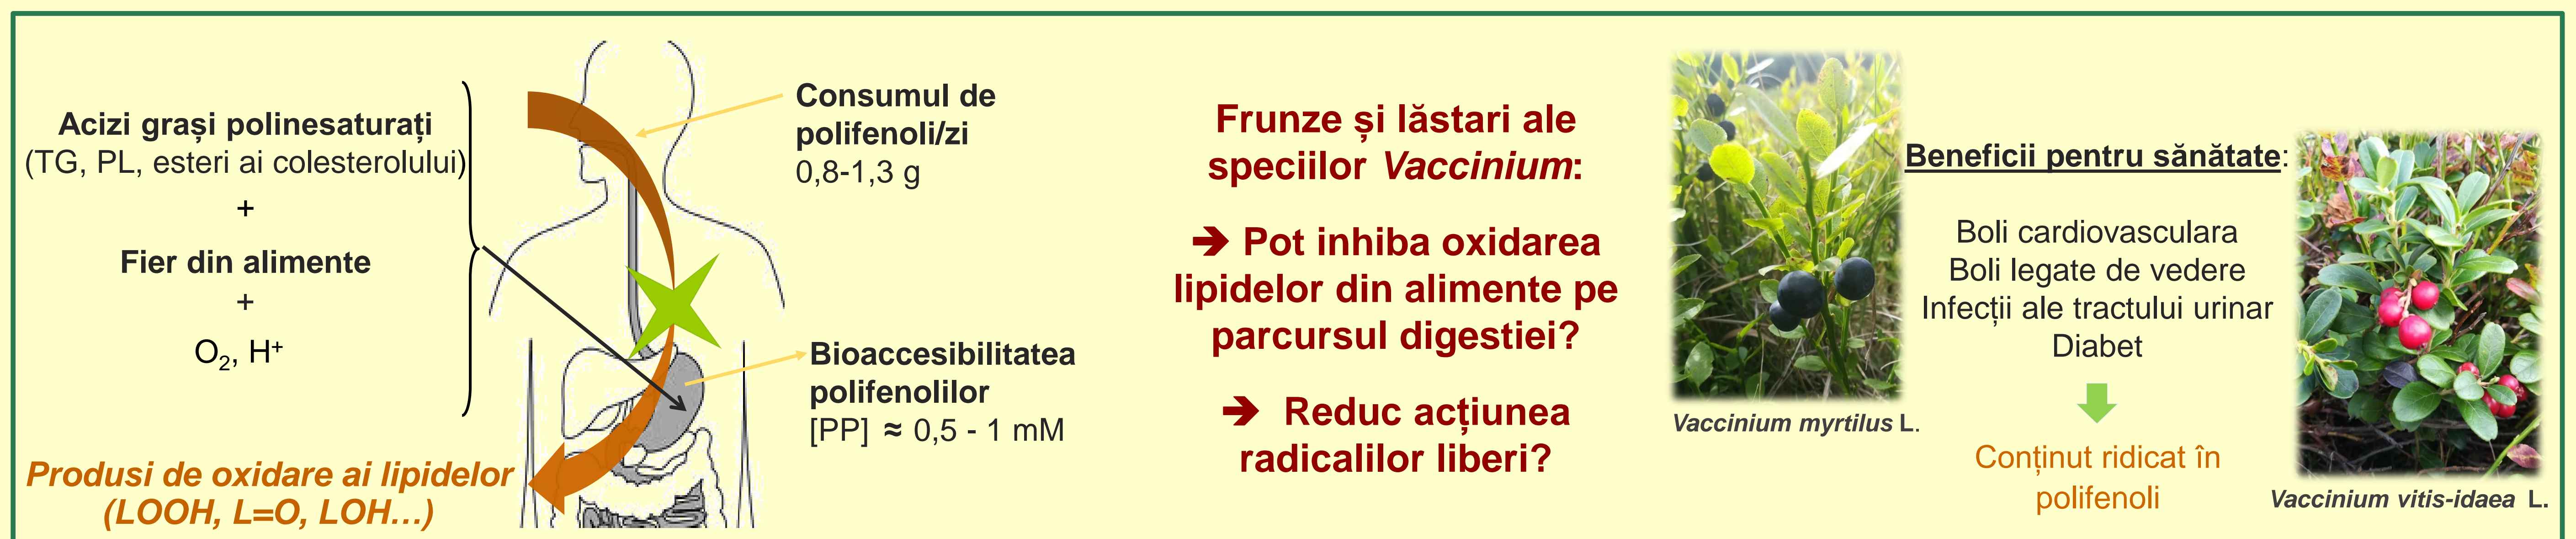 Acizi grași polinesaturați
(TG, PL, esteri ai colesterolului)
+
Fier din alimente
+
O₂, H⁺
Produsi de oxidare ai lipidelor
(LOOH, L=O, LOH…)
Consumul de
polifenoli/zi
0,8-1,3 g
Bioaccesibilitatea
polifenolilor
[PP] ≈ 0,5 - 1 mM
Frunze și lăstari ale
speciilor Vaccinium:
➔ Pot inhiba oxidarea
lipidelor din alimente pe
parcursul digestiei?
➔ Reduc acțiunea
radicalilor liberi?
Vaccinium myrtilus L.
Beneficii pentru sănătate:
Boli cardiovasculara
Boli legate de vedere
Infecții ale tractului urinar
Diabet
Conținut ridicat în
polifenoli
Vaccinium vitis-idaea L.